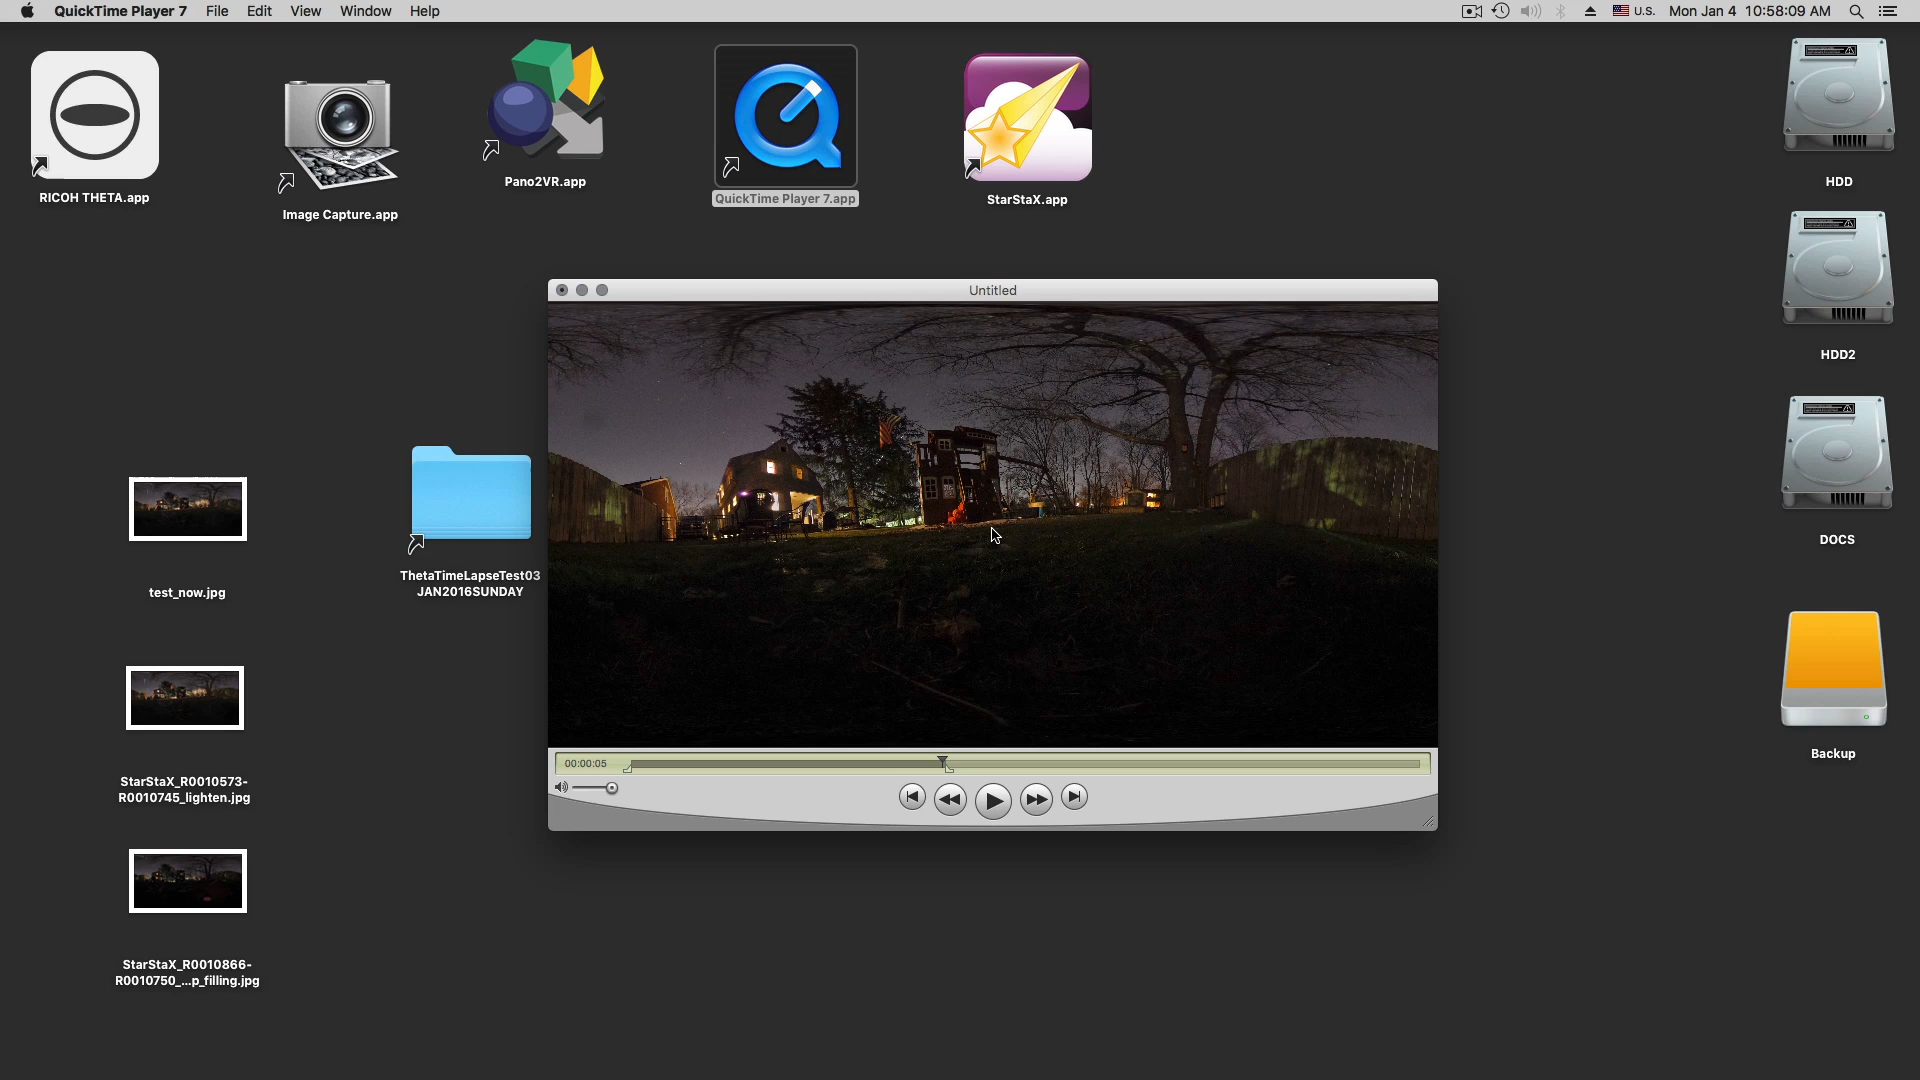 QuickTime Player 7 File Edit View Window Help U.S. Mon Jan 4 10:58:09 AM
RICOH THETA.app
Image Capture.app
Pano2VR.app
QuickTime Player 7.app
StarStaX.app
HDD
HDD2
DOCS
Backup
test_now.jpg
StarStaX_R0010573-
R0010745_lighten.jpg
StarStaX_R0010866-
R0010750_...p_filling.jpg
ThetaTimeLapseTest03
JAN2016SUNDAY
Untitled
00:00:05